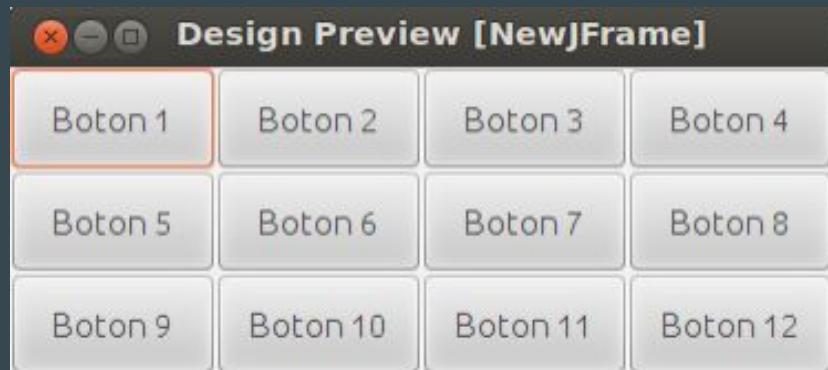 Design Preview [NewJFrame]
Boton 1 Boton 2 Boton 3 Boton 4
Boton 5 Boton 6 Boton 7 Boton 8
Boton 9 Boton 10 Boton 11 Boton 12